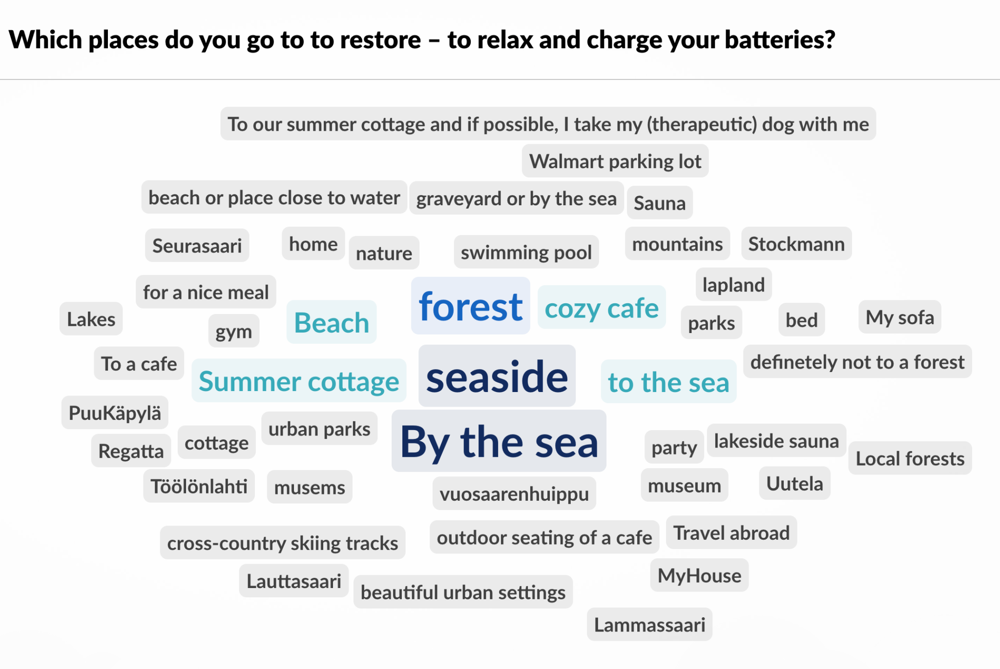 Which places do you go to to restore – to relax and charge your batteries?
To our summer cottage and if possible, I take my (therapeutic) dog with me
Walmart parking lot
beach or place close to water
graveyard or by the sea
Sauna
Seurasaari
home
nature
swimming pool
mountains
Stockmann
for a nice meal
forest
cozy cafe
lapland
Lakes
gym
Beach
parks
bed
My sofa
To a cafe
Summer cottage
seaside
to the sea
definetely not to a forest
PuuKäpylä
Regatta
cottage
urban parks
By the sea
party
lakeside sauna
Local forests
Töölönlahti
musems
vuosaarenhuippu
museum
Uutela
cross-country skiing tracks
outdoor seating of a cafe
Travel abroad
Lauttasaari
beautiful urban settings
MyHouse
Lammassaari